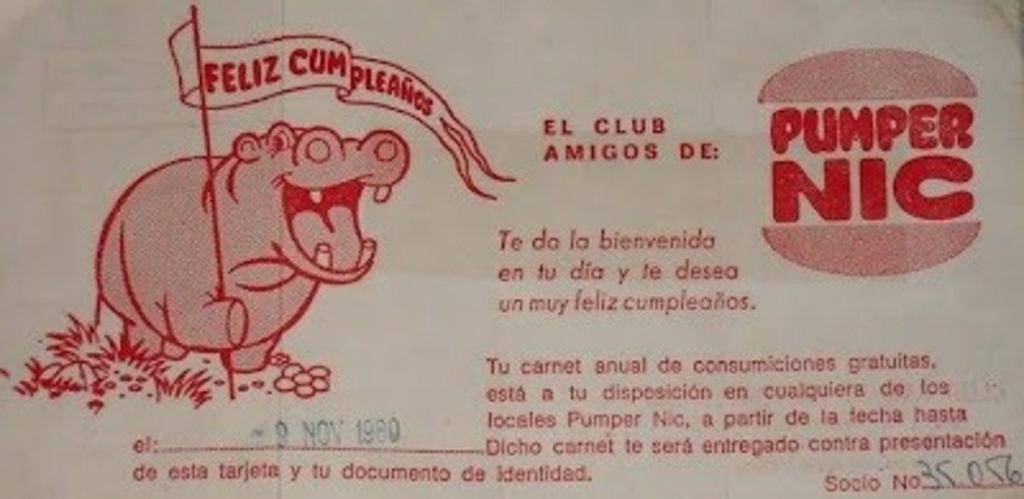 FELIZ CUMPLEAÑOS
EL CLUB
AMIGOS DE:
PUMPER
NIC
Te da la bienvenida
en tu día y te desea
un muy feliz cumpleaños.
Tu carnet anual de consumiciones gratuitas,
está a tu disposición en cualquiera de los
locales Pumper Nic, a partir de la fecha hasta
el: - 9 NOV 1980 Dicho carnet te será entregado contra presentación
de esta tarjeta y tu documento de identidad.
Socio No 35.056